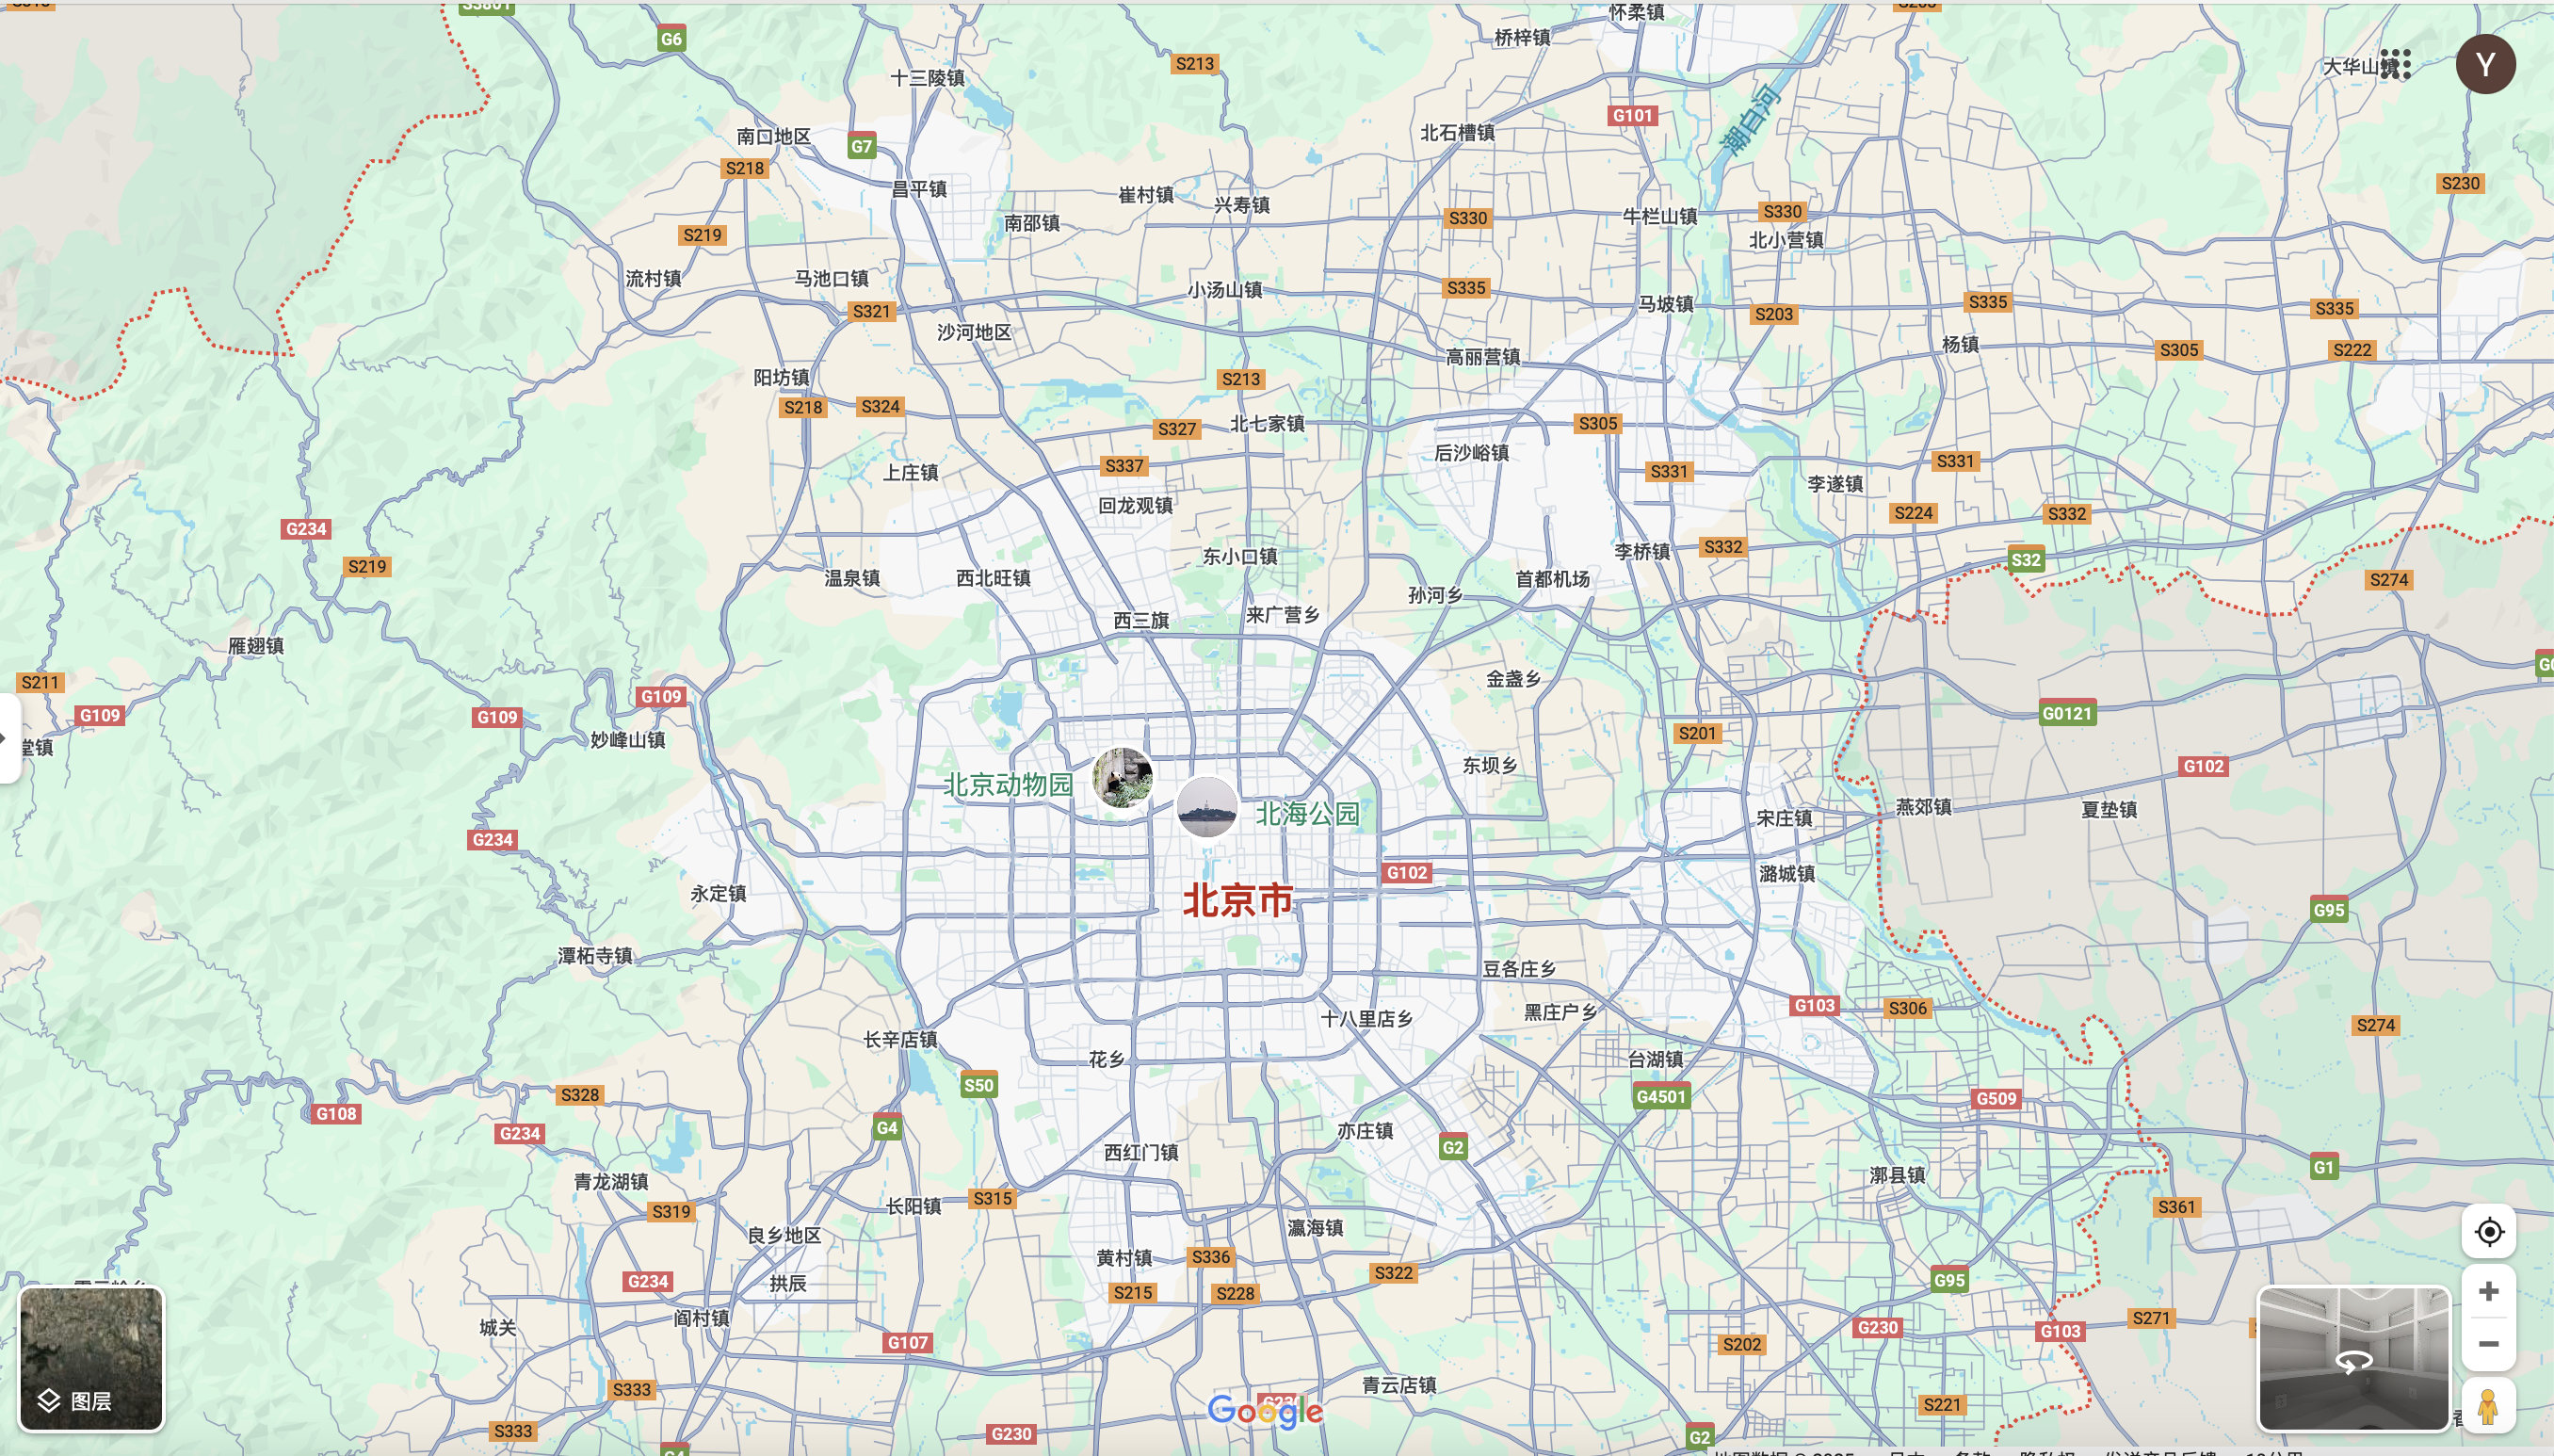 怀柔镇
桥梓镇
G6
S213
大华山镇
Y
十三陵镇
潮白河
G101
南口地区
G7
北石槽镇
S218
昌平镇
S230
崔村镇
兴寿镇
南邵镇
S330
牛栏山镇
S330
S219
北小营镇
流村镇
马池口镇
小汤山镇
S335
马坡镇
S335
S335
S321
S203
沙河地区
高丽营镇
杨镇
S305
S222
阳坊镇
S213
S218
S324
S327
北七家镇
S305
后沙峪镇
S337
上庄镇
S331
S331
李遂镇
回龙观镇
S224
S332
G234
东小口镇
李桥镇
S332
S32
S219
温泉镇
西北旺镇
首都机场
S274
孙河乡
西三旗
来广营乡
雁翅镇
S211
G109
金盏乡
G109
G109
G0121
S201
妙峰山镇
堂镇
东坝乡
G102
北京动物园
北海公园
燕郊镇
夏垫镇
宋庄镇
G234
G102
潞城镇
永定镇
北京市
G95
潭柘寺镇
豆各庄乡
黑庄户乡
G103
S306
十八里店乡
S274
长辛店镇
花乡
台湖镇
S50
S328
G4501
G509
G108
G4
G234
亦庄镇
G2
西红门镇
G1
青龙湖镇
漷县镇
S319
长阳镇
S315
S361
良乡地区
瀛海镇
黄村镇
S336
S322
G234
拱辰
G95
S215
S228
城关
阎村镇
G230
G103
S271
G107
S202
S333
青云店镇
图层
S221
Google
S333
G230
G2